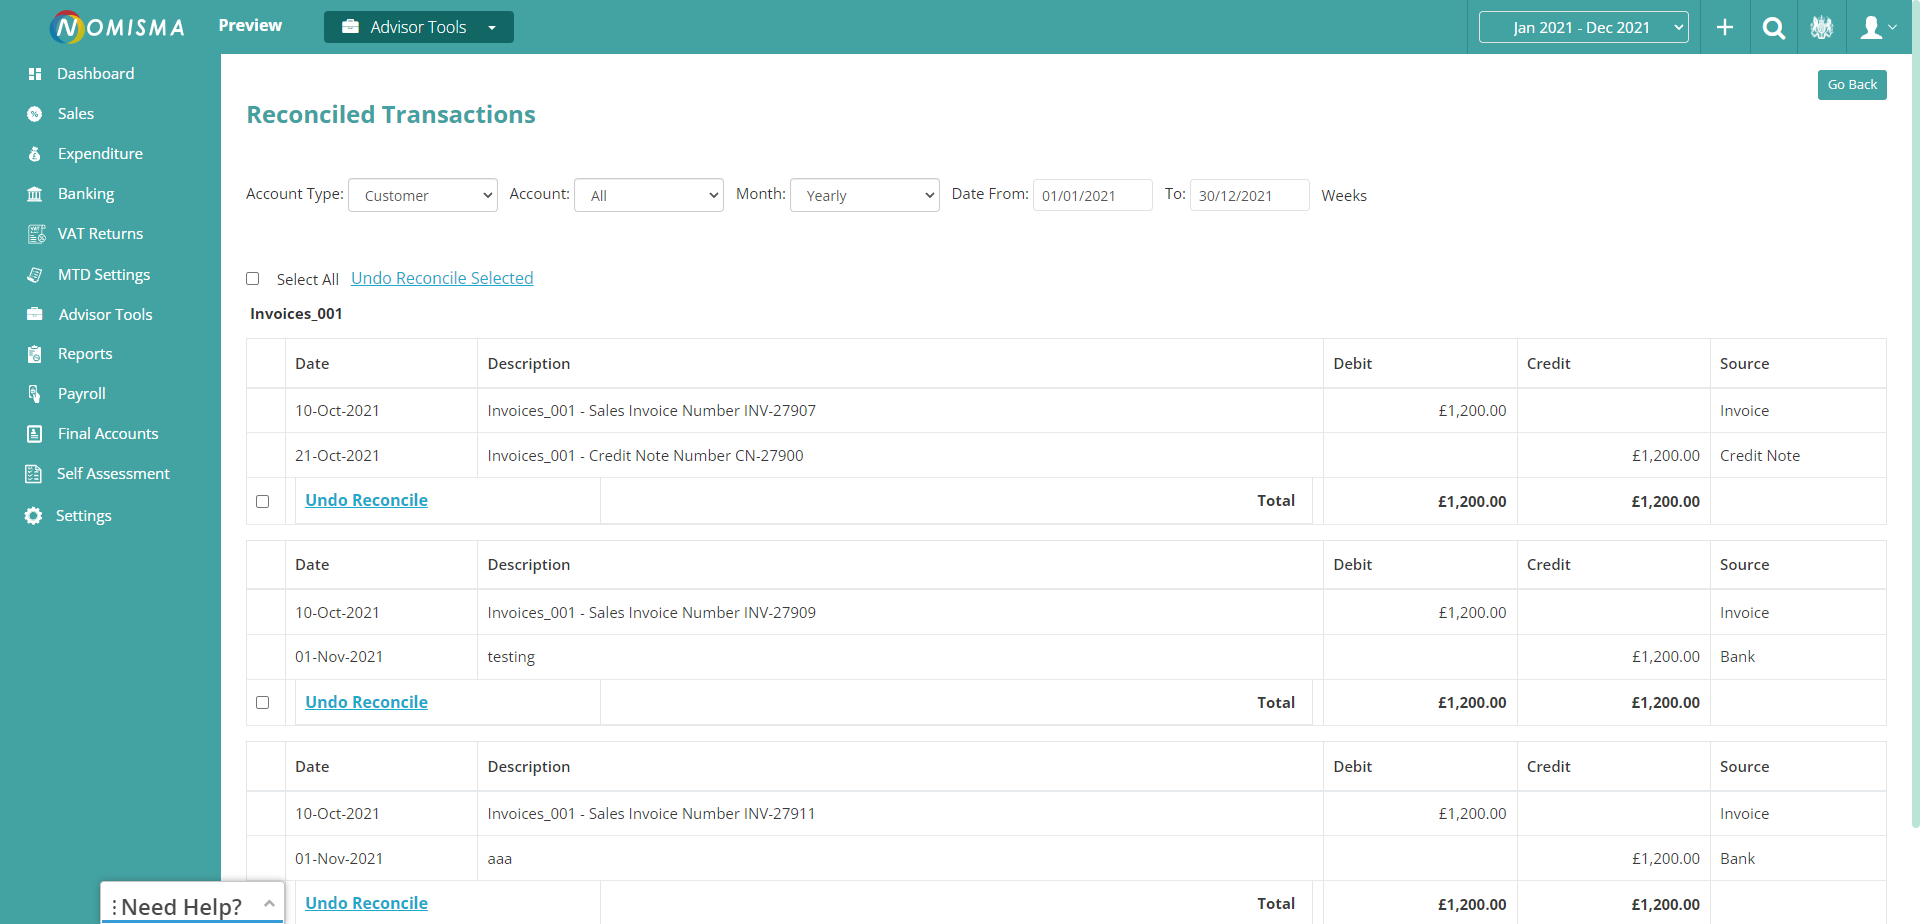 NOMISMA Preview Advisor Tools Jan 2021 - Dec 2021
Dashboard
Sales
Expenditure
Banking
VAT Returns
MTD Settings
Advisor Tools
Reports
Payroll
Final Accounts
Self Assessment
Settings
Go Back
Reconciled Transactions
Account Type: Customer Account: All Month: Yearly Date From: 01/01/2021 To: 30/12/2021 Weeks
Select All Undo Reconcile Selected
Invoices_001
Date Description Debit Credit Source
10-Oct-2021 Invoices_001 - Sales Invoice Number INV-27907 £1,200.00 Invoice
21-Oct-2021 Invoices_001 - Credit Note Number CN-27900 £1,200.00 Credit Note
Undo Reconcile Total £1,200.00 £1,200.00
Date Description Debit Credit Source
10-Oct-2021 Invoices_001 - Sales Invoice Number INV-27909 £1,200.00 Invoice
01-Nov-2021 testing £1,200.00 Bank
Undo Reconcile Total £1,200.00 £1,200.00
Date Description Debit Credit Source
10-Oct-2021 Invoices_001 - Sales Invoice Number INV-27911 £1,200.00 Invoice
01-Nov-2021 aaa £1,200.00 Bank
Undo Reconcile Total £1,200.00 £1,200.00
Need Help?